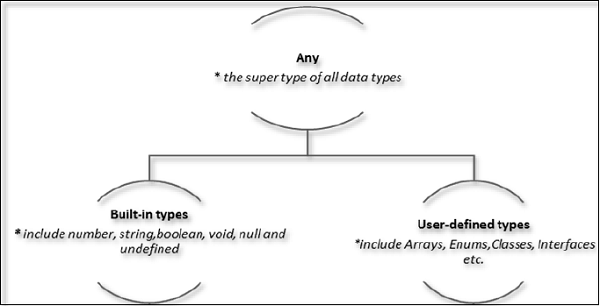 Any
* the super type of all data types
Built-in types
* include number, string,boolean, void, null and
undefined
User-defined types
*include Arrays, Enums,Classes, Interfaces
etc.